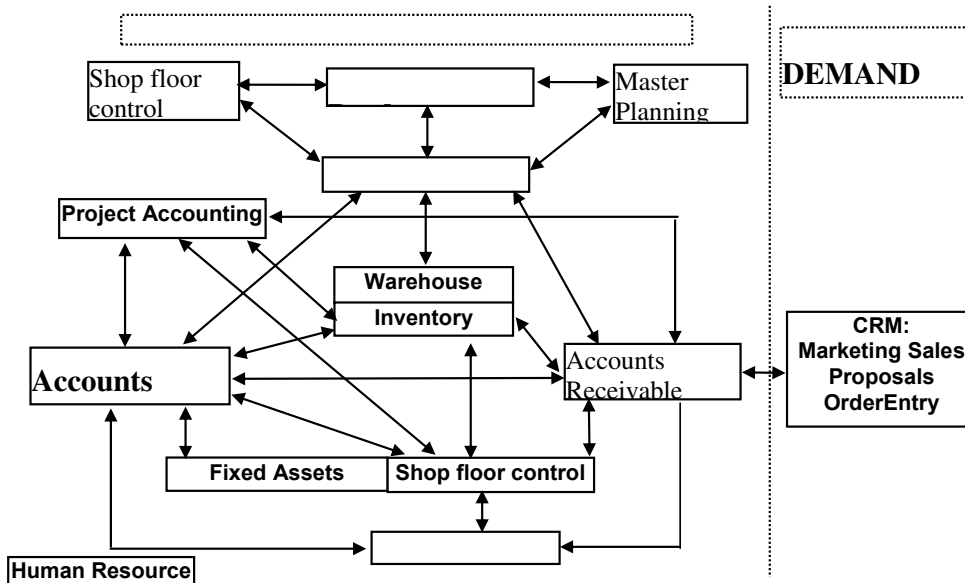 DEMAND
Shop floor
control
Master
Planning
Project Accounting
Warehouse
Inventory
Accounts
Accounts
Receivable
CRM:
Marketing Sales
Proposals
OrderEntry
Fixed Assets
Shop floor control
Human Resource